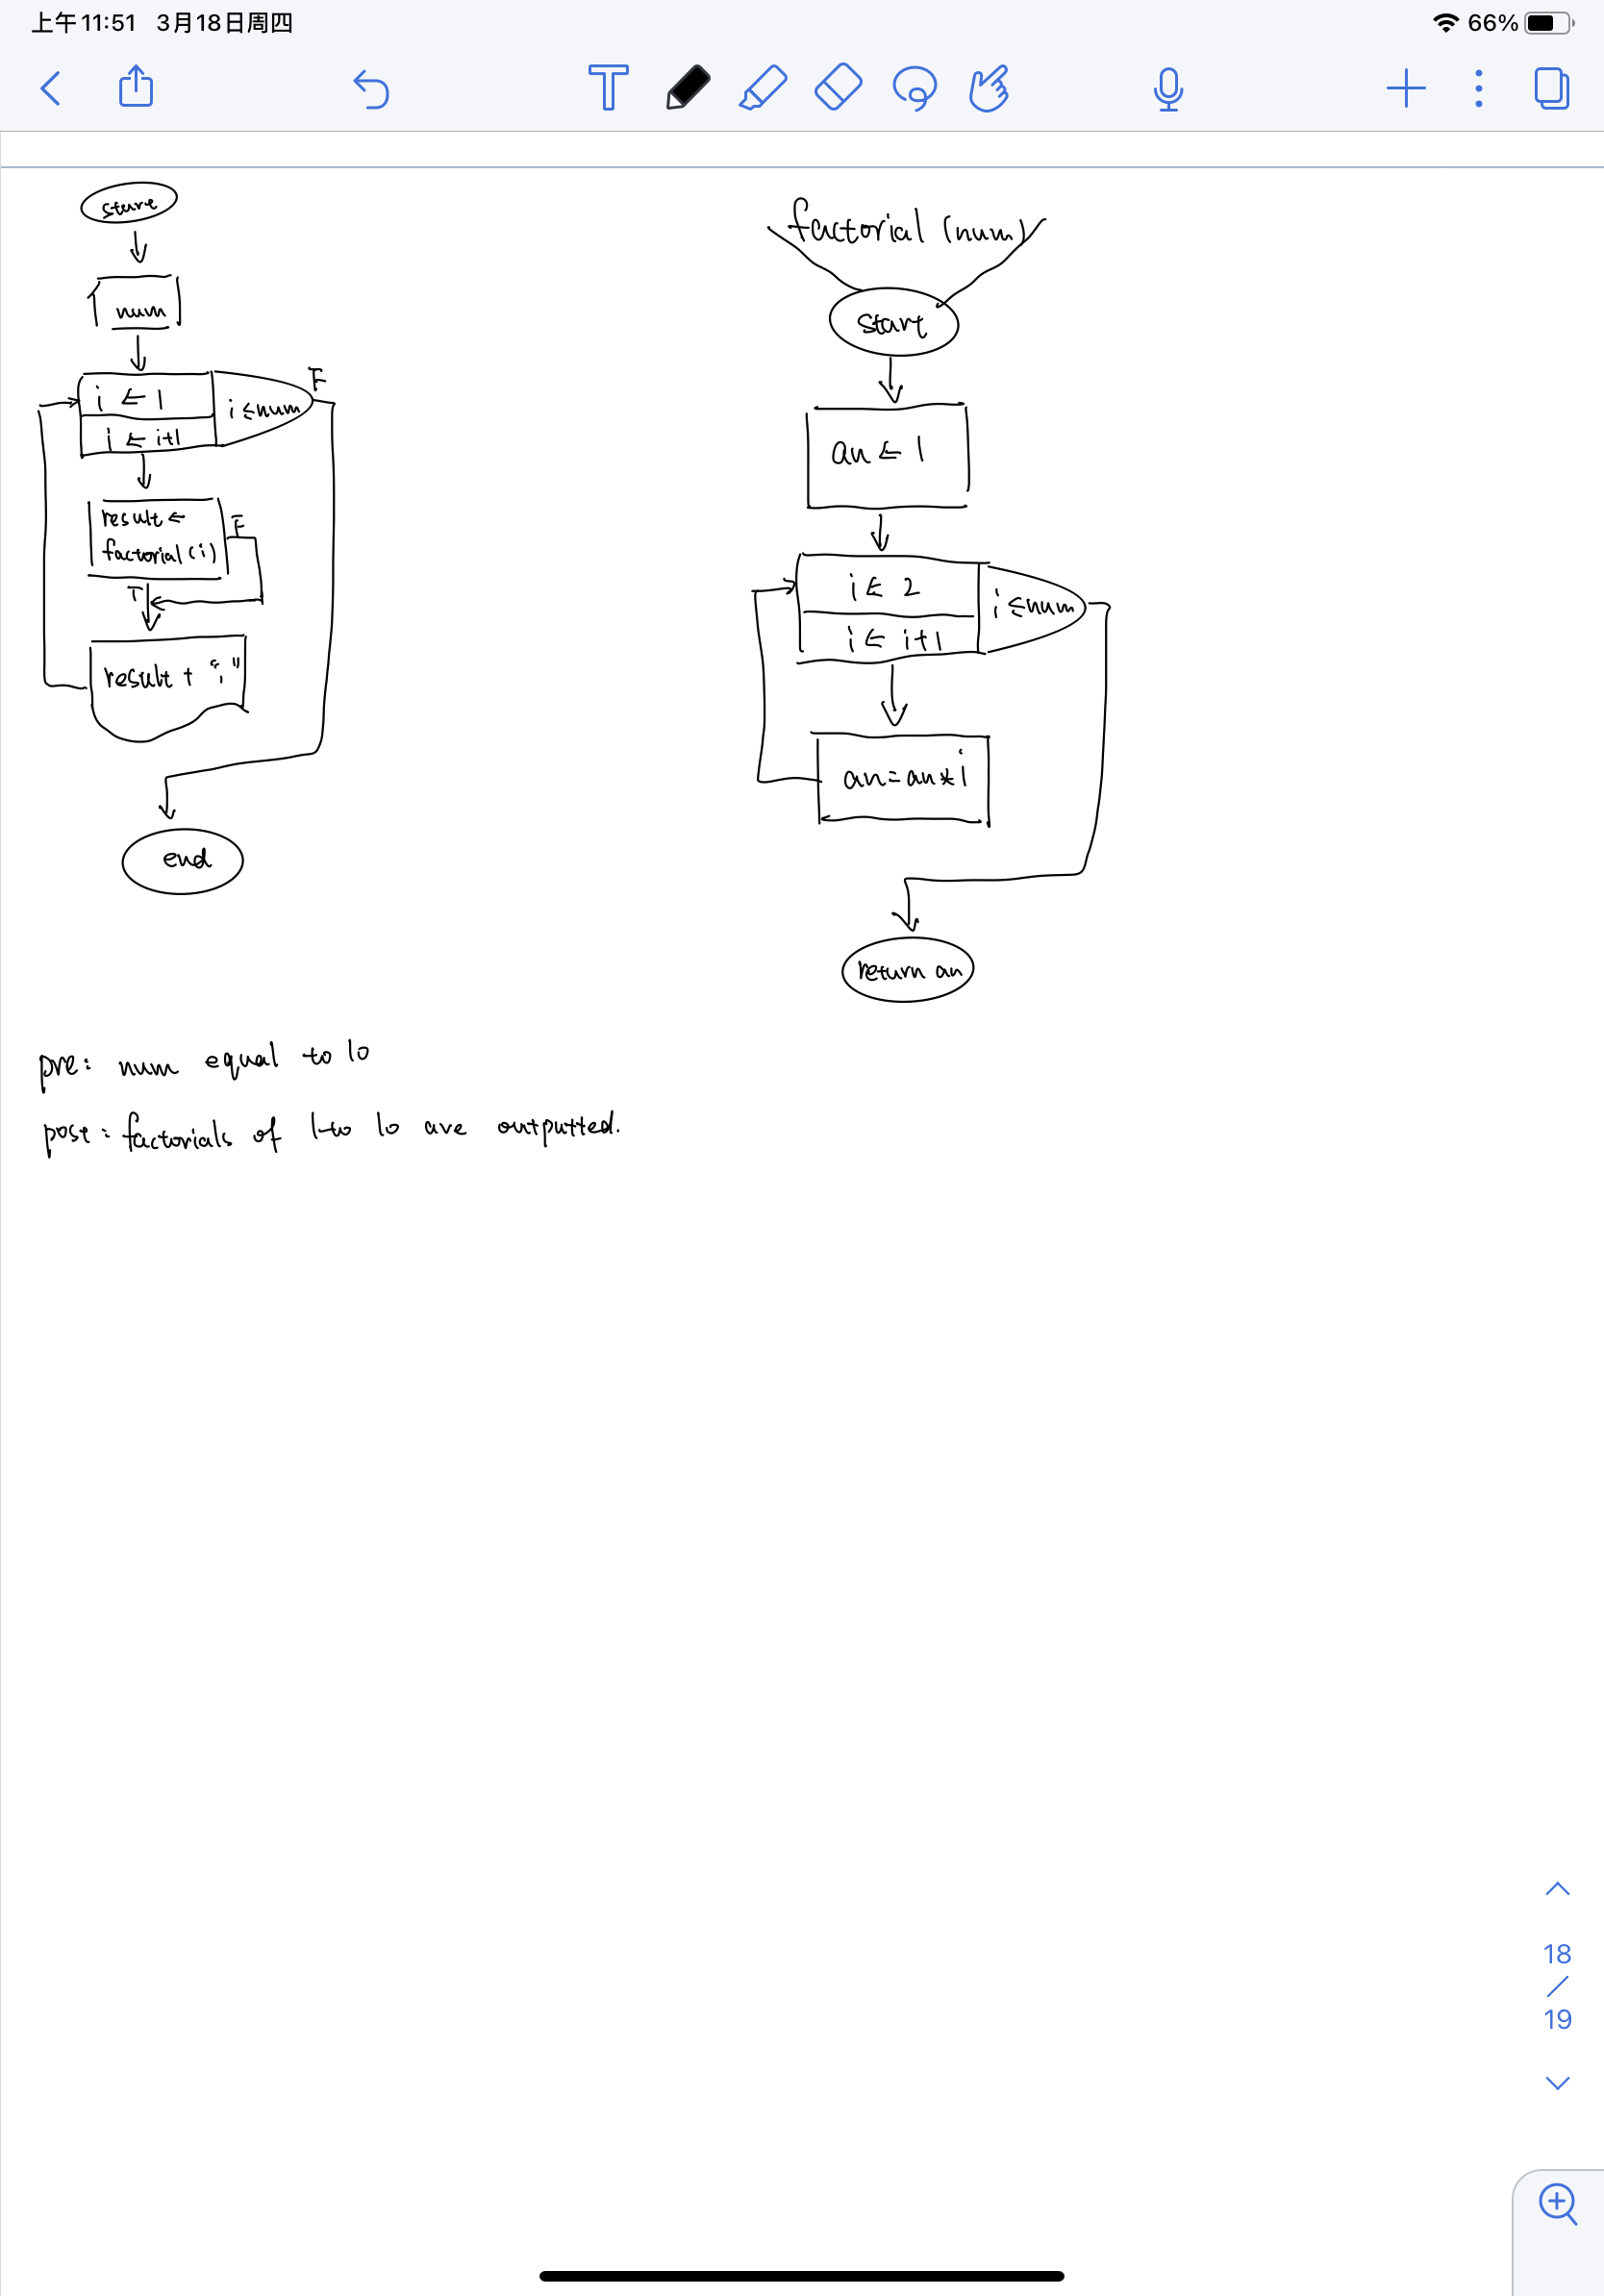 上午11:51 3月18日周四
66%
start
num
i ← 1
i ← i+1
i ≤ num
F
result ←
factorial(i)
F
T
result + ";"
end
factorial (num)
start
an ← 1
i ← 2
i ← i+1
i ≤ num
an = an * i
return an
pre: num equal to 10
post: factorials of 1 to 10 are outputted.
18
/
19